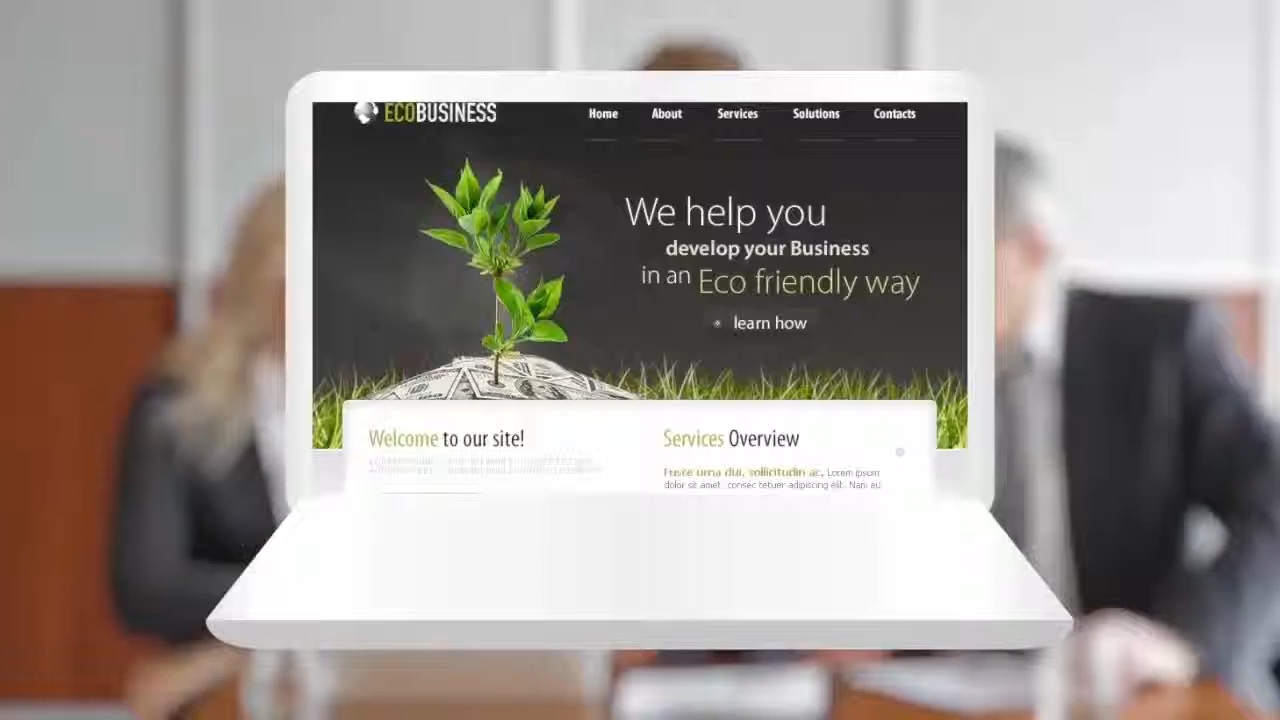 ECOBUSINESS
Home About Services Solutions Contacts
We help you
develop your Business
in an Eco friendly way
learn how
Welcome to our site!
Services Overview
Fusce urna dui, sollicitudin ac, Lorem ipsum
dolor sit amet, consec tetuer adipiscing elit. Nam eu